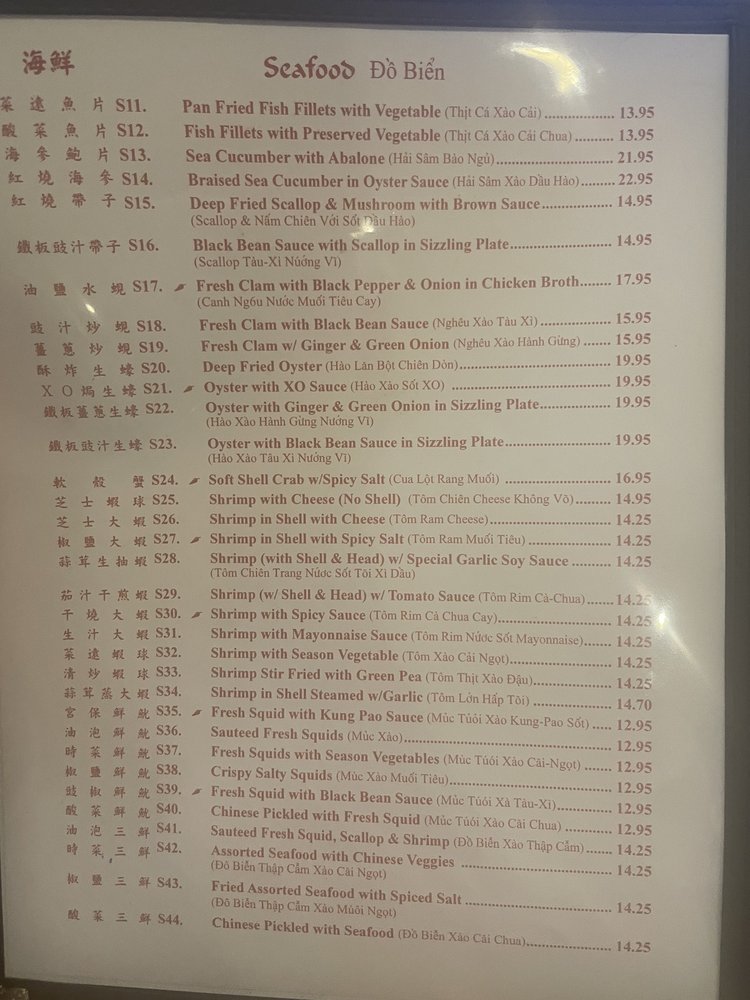 海鮮 Seafood Đồ Biển
菜遠魚片 S11. Pan Fried Fish Fillets with Vegetable (Thịt Cá Xào Cải) 13.95
酸菜魚片 S12. Fish Fillets with Preserved Vegetable (Thịt Cá Xào Cải Chua) 13.95
海參鮑片 S13. Sea Cucumber with Abalone (Hải Sâm Bào Ngủ) 21.95
紅燒海參 S14. Braised Sea Cucumber in Oyster Sauce (Hải Sâm Xào Dầu Hào) 22.95
紅燒帶子 S15. Deep Fried Scallop & Mushroom with Brown Sauce 14.95
(Scallop & Nấm Chiên Với Sốt Dầu Hào)
鐵板豉汁帶子 S16. Black Bean Sauce with Scallop in Sizzling Plate 14.95
(Scallop Tàu-Xì Nướng Vĩ)
油鹽水蜆 S17. Fresh Clam with Black Pepper & Onion in Chicken Broth 17.95
(Canh Ng6u Nước Muối Tiêu Cay)
豉汁炒蜆 S18. Fresh Clam with Black Bean Sauce (Nghêu Xào Tàu Xì) 15.95
薑蔥炒蜆 S19. Fresh Clam w/ Ginger & Green Onion (Nghêu Xào Hành Gừng) 15.95
酥炸生蠔 S20. Deep Fried Oyster (Hào Lăn Bột Chiên Dòn) 19.95
XO焗生蠔 S21. Oyster with XO Sauce (Hào Xào Sốt XO) 19.95
鐵板薑蔥生蠔 S22. Oyster with Ginger & Green Onion in Sizzling Plate 19.95
(Hào Xào Hành Gừng Nướng Vĩ)
鐵板豉汁生蠔 S23. Oyster with Black Bean Sauce in Sizzling Plate 19.95
(Hào Xào Tàu Xì Nướng Vĩ)
軟殼蟹 S24. Soft Shell Crab w/Spicy Salt (Cua Lột Rang Muối) 16.95
芝士蝦球 S25. Shrimp with Cheese (No Shell) (Tôm Chiên Cheese Không Võ) 14.95
芝士大蝦 S26. Shrimp in Shell with Cheese (Tôm Ram Cheese) 14.25
椒鹽大蝦 S27. Shrimp in Shell with Spicy Salt (Tôm Ram Muối Tiêu) 14.25
蒜茸生抽蝦 S28. Shrimp (with Shell & Head) w/ Special Garlic Soy Sauce 14.25
(Tôm Chiên Trang Nước Sốt Tỏi Xì Dầu)
茄汁干煎蝦 S29. Shrimp (w/ Shell & Head) w/ Tomato Sauce (Tôm Rim Cà-Chua) 14.25
干燒大蝦 S30. Shrimp with Spicy Sauce (Tôm Rim Cà Chua Cay) 14.25
生汁大蝦 S31. Shrimp with Mayonnaise Sauce (Tôm Rim Nước Sốt Mayonnaise) 14.25
菜遠蝦球 S32. Shrimp with Season Vegetable (Tôm Xào Cải Ngọt) 14.25
清炒蝦球 S33. Shrimp Stir Fried with Green Pea (Tôm Thịt Xào Đậu) 14.25
蒜茸蒸大蝦 S34. Shrimp in Shell Steamed w/Garlic (Tôm Lớn Hấp Tỏi) 14.70
宮保鮮魷 S35. Fresh Squid with Kung Pao Sauce (Mủc Tươi Xào Kung-Pao Sốt) 12.95
油泡鮮魷 S36. Sauteed Fresh Squids (Mủc Xào) 12.95
時菜鮮魷 S37. Fresh Squids with Season Vegetables (Mủc Tươi Xào Cải-Ngọt) 12.95
椒鹽鮮魷 S38. Crispy Salty Squids (Mủc Xào Muối Tiêu) 12.95
豉椒鮮魷 S39. Fresh Squid with Black Bean Sauce (Mủc Tươi Xà Tàu-Xì) 12.95
酸菜鮮魷 S40. Chinese Pickled with Fresh Squid (Mủc Tươi Xào Cải Chua) 12.95
油泡三鮮 S41. Sauteed Fresh Squid, Scallop & Shrimp (Đồ Biển Xào Thập Cẩm) 14.25
時菜三鮮 S42. Assorted Seafood with Chinese Veggies 14.25
(Đồ Biển Thập Cẩm Xào Cải Ngọt)
椒鹽三鮮 S43. Fried Assorted Seafood with Spiced Salt 14.25
(Đồ Biển Thập Cẩm Xào Muối Ngọt)
酸菜三鮮 S44. Chinese Pickled with Seafood (Đồ Biển Xào Cải Chua) 14.25